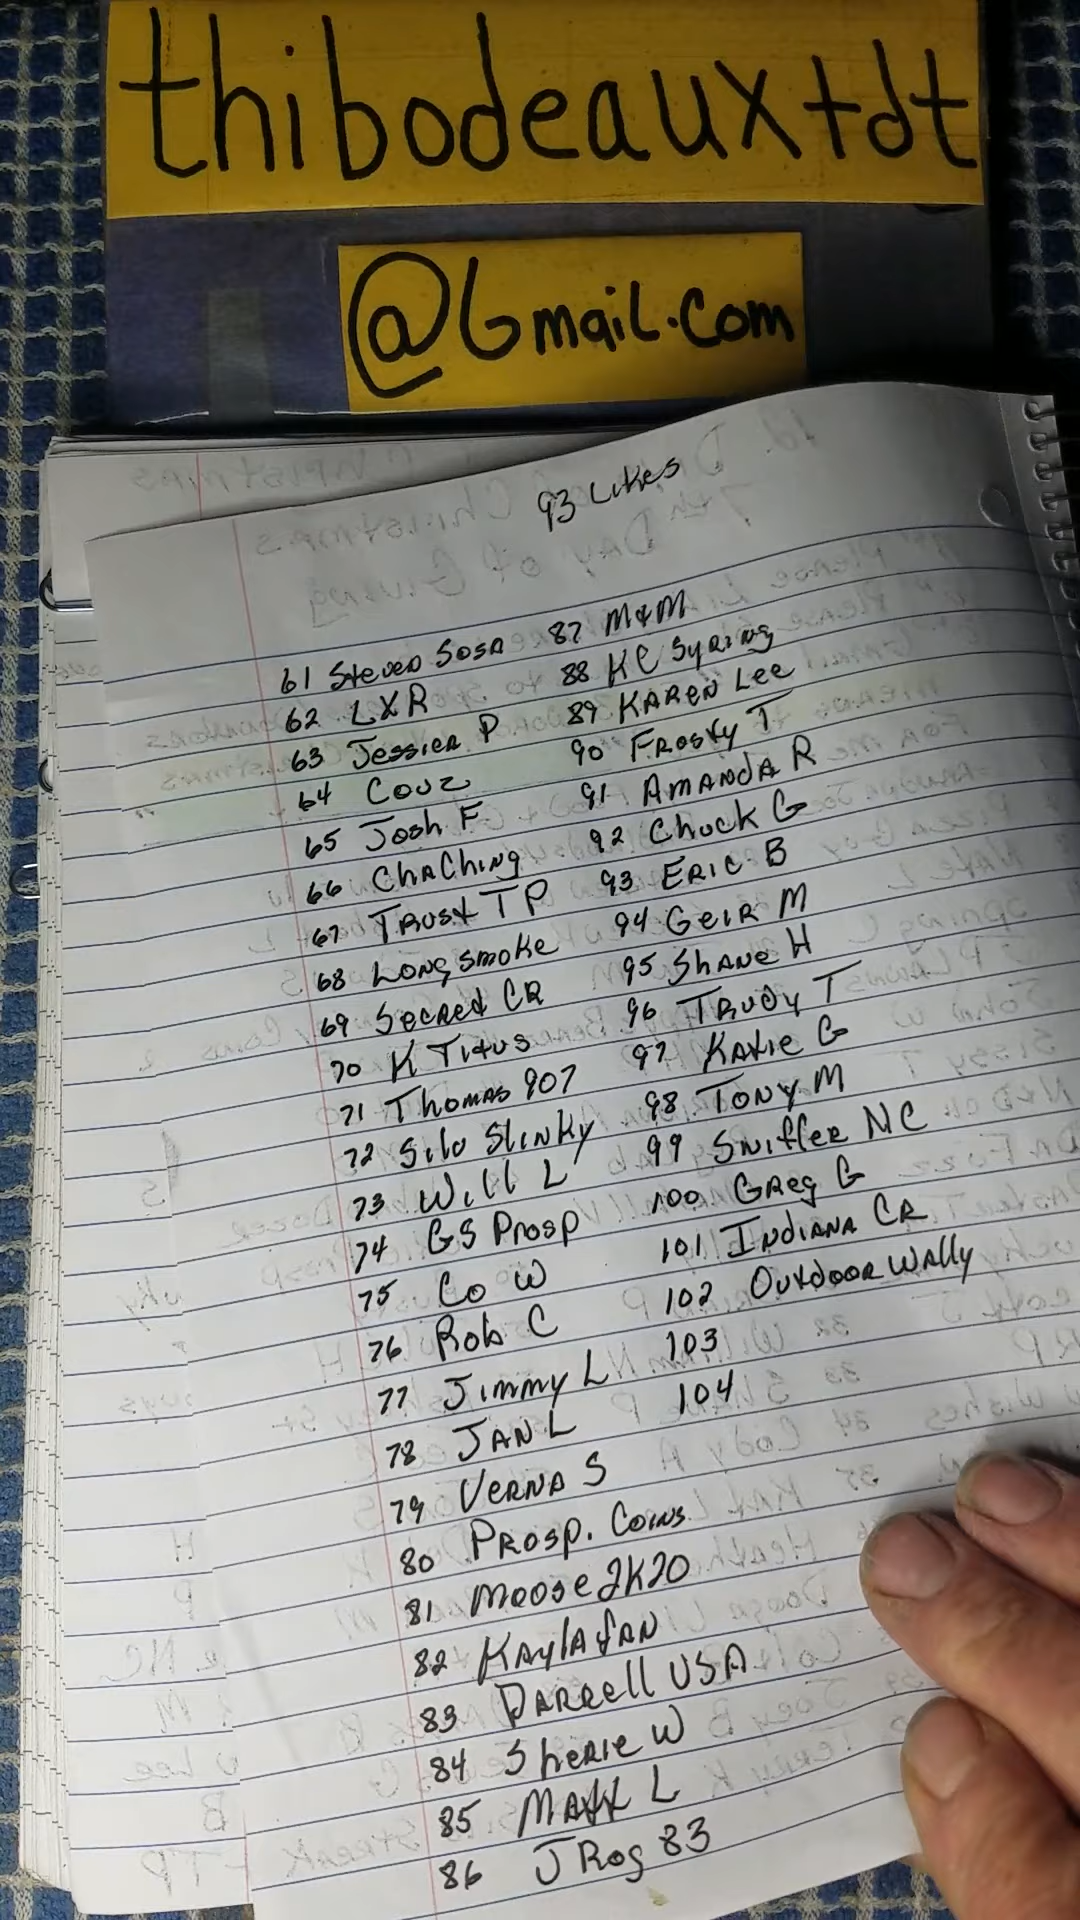 thibodeauxtdt
@Gmail.com
93 Likes
61 Steven Sosa
62 LXR
63 Jessier P
64 Couz
65 Josh F
66 ChaChing
67 Trust TP
68 Longsmoke
69 Secret CR
70 K Titus
71 Thomas 907
72 Silo Slinky
73 Will L
74 GS Prosp
75 Co W
76 Rob C
77 Jimmy L
78 Jan L
79 Verna S
80 Prosp. Coins
81 Moose2K20
82 Kayla fan
83 Darrell USA
84 Sherie W
85 Matt L
86 J Rog 83
87 M&M
88 KC Syring
89 Karen Lee
90 Frosty T
91 Amanda R
92 Chuck G
93 Eric B
94 Geir M
95 Shane H
96 Trudy T
97 Katie G
98 Tony M
99 Sniffer NC
100 Greg G
101 Indiana CR
102 Outdoor Wally
103
104